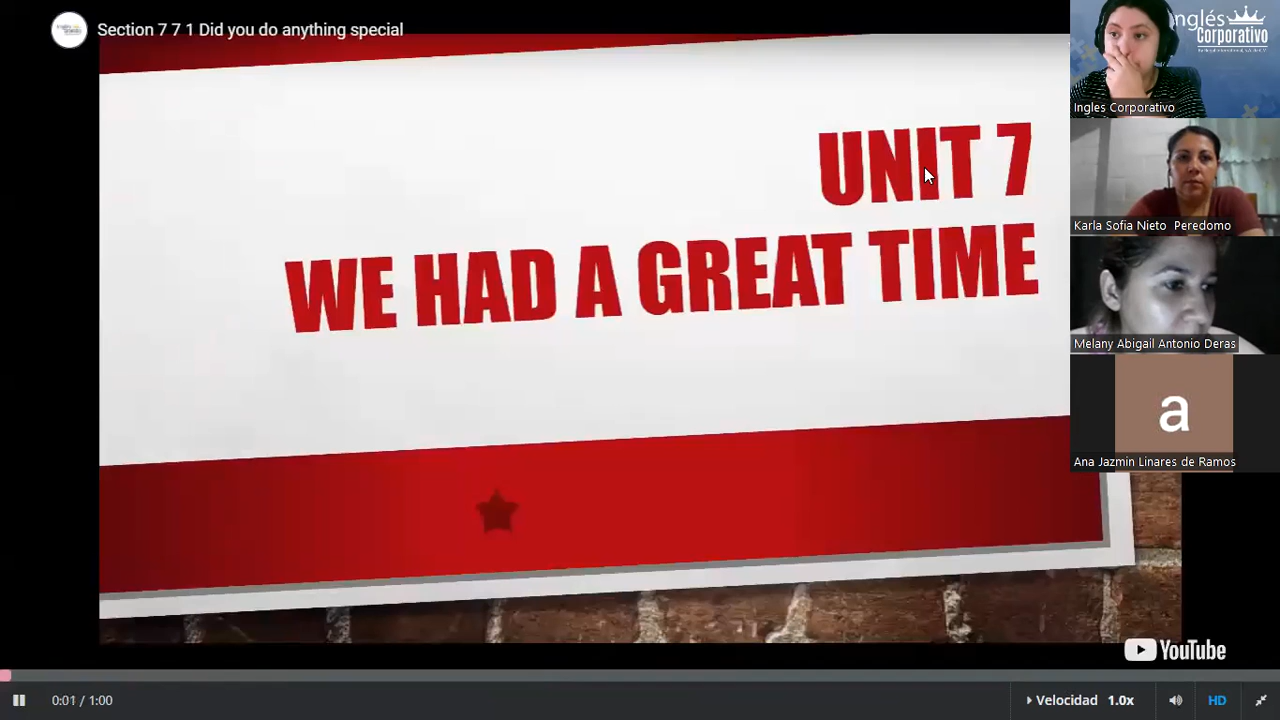 Section 7 7 1 Did you do anything special
UNIT 7
WE HAD A GREAT TIME
Inglés
Corporativo
Ingles Corporativo
Karla Sofia Nieto Peredomo
Melany Abigail Antonio Deras
a
Ana Jazmin Linares de Ramos
YouTube
0:01 / 1:00
Velocidad 1.0x
HD